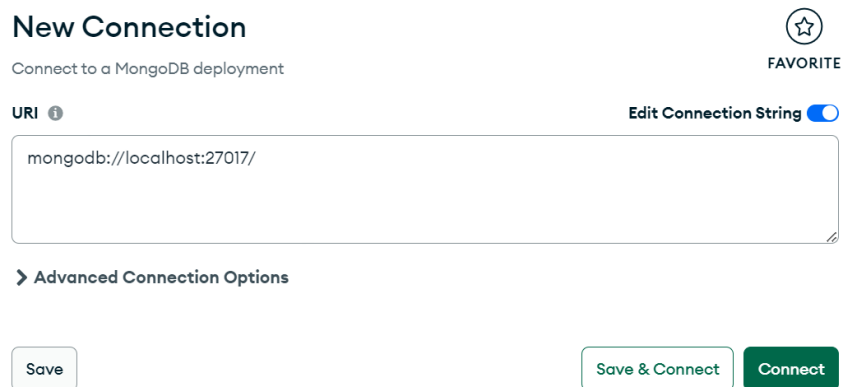 New Connection
FAVORITE
Connect to a MongoDB deployment
URI
Edit Connection String
mongodb://localhost:27017/
Advanced Connection Options
Save
Save & Connect
Connect